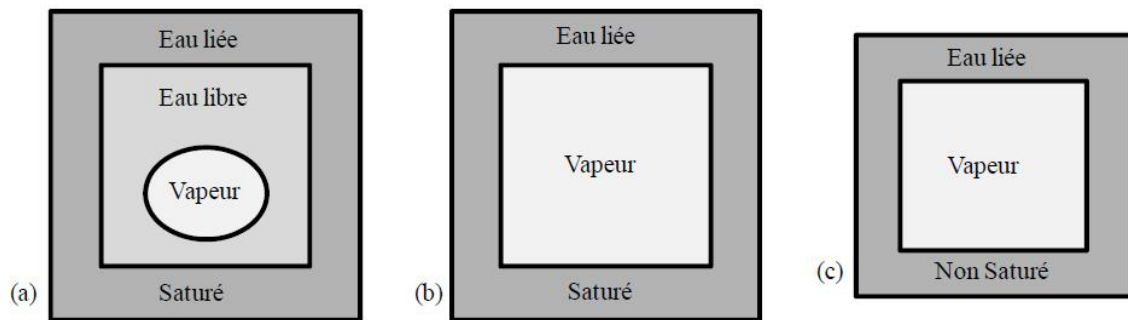 Eau liée
Eau libre
Vapeur
Saturé
(a)
Eau liée
Vapeur
Saturé
(b)
Eau liée
Vapeur
Non Saturé
(c)